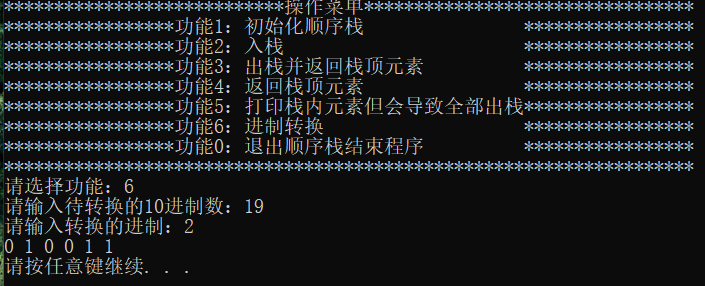 ****************************操作菜单*********************************
*****************功能1：初始化顺序栈                *****************
*****************功能2：入栈                        *****************
*****************功能3：出栈并返回栈顶元素          *****************
*****************功能4：返回栈顶元素                *****************
*****************功能5：打印栈内元素但会导致全部出栈*****************
*****************功能6：进制转换                    *****************
*****************功能0：退出顺序栈结束程序          *****************
*********************************************************************
请选择功能：6
请输入待转换的10进制数：19
请输入转换的进制：2
0 1 0 0 1 1
请按任意键继续. . .